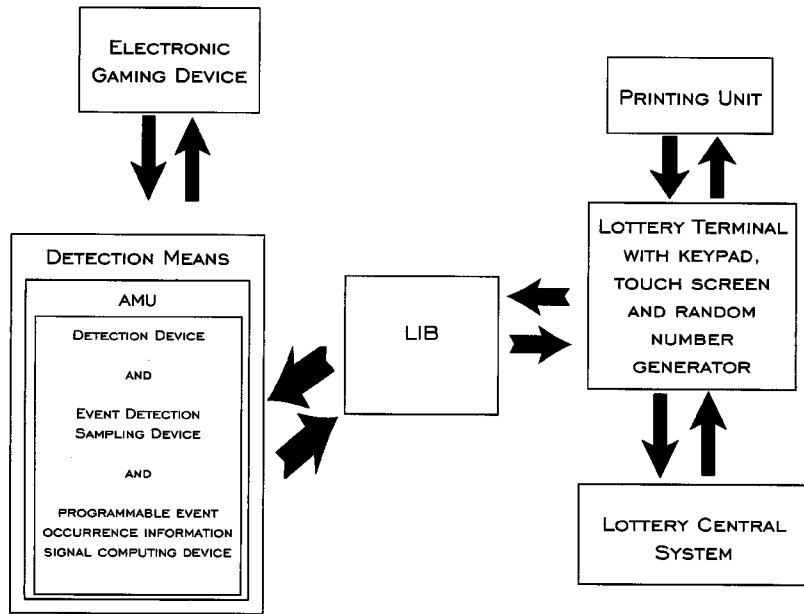 ELECTRONIC
GAMING DEVICE
PRINTING UNIT
DETECTION MEANS
AMU
DETECTION DEVICE
AND
EVENT DETECTION
SAMPLING DEVICE
AND
PROGRAMMABLE EVENT
OCCURRENCE INFORMATION
SIGNAL COMPUTING DEVICE
LIB
LOTTERY TERMINAL
WITH KEYPAD,
TOUCH SCREEN
AND RANDOM
NUMBER
GENERATOR
LOTTERY CENTRAL
SYSTEM